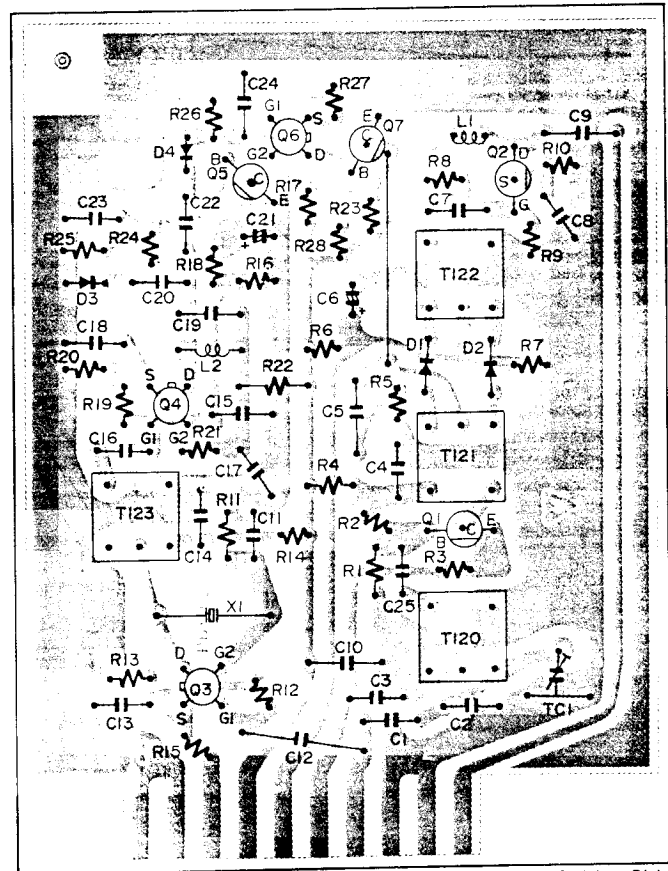 C24
R27
R26
G1
S
Q6
E
Q7
C
L1
C9
D4
G2
D
B
Q2
D
R10
B
Q5
C
E
R17
B
R8
S
C23
C22
C21
+
R23
C7
G
C8
R25
R24
R28
R9
R18
R16
T122
D3
C20
C6
+
C18
C19
R6
D1
D2
R7
R20
L2
S
D
R22
R5
R19
Q4
C15
C5
C16
G1
G2
R21
T121
C17
R4
C4
T123
R11
C11
R2
Q1
C
E
B
C14
R14
R1
R3
C25
X1
T120
D
G2
C10
R13
Q3
R12
C3
TC1
C13
S
G1
C1
C2
R15
C12